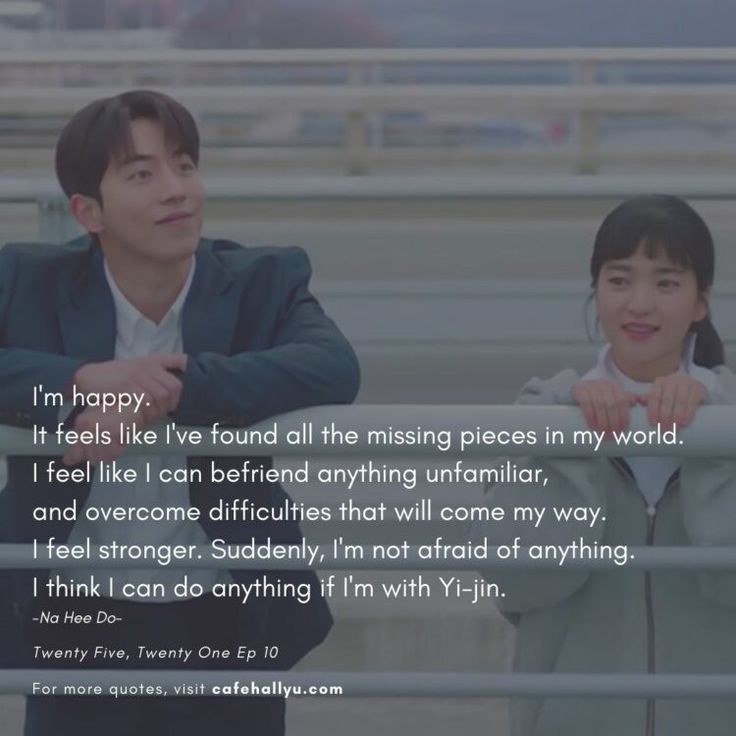 I'm happy.
It feels like I've found all the missing pieces in my world.
I feel like I can befriend anything unfamiliar,
and overcome difficulties that will come my way.
I feel stronger. Suddenly, I'm not afraid of anything.
I think I can do anything if I'm with Yi-jin.
-Na Hee Do-
Twenty Five, Twenty One Ep 10
For more quotes, visit cafehallyu.com